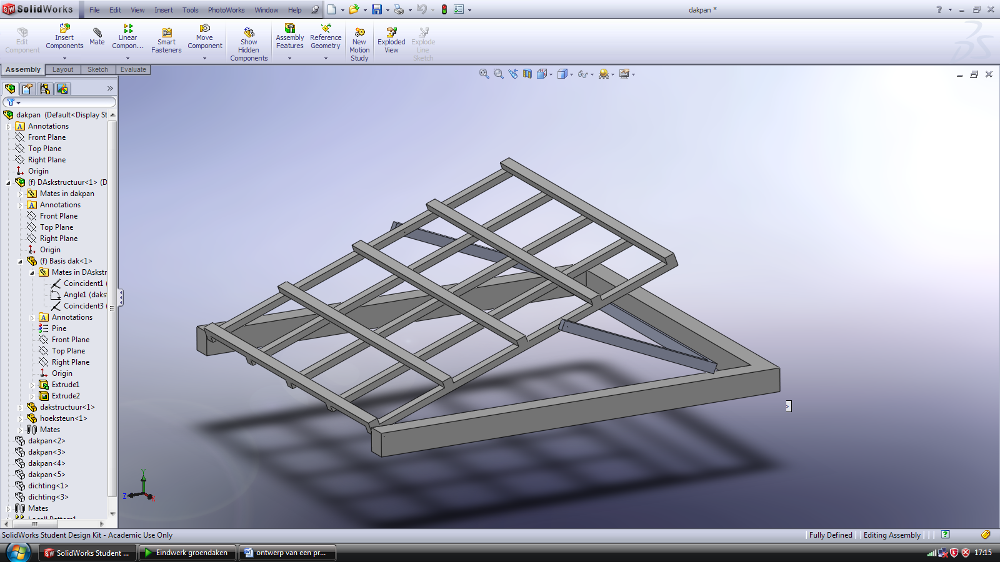 SolidWorks File Edit View Insert Tools PhotoWorks Window Help dakpan *
Edit Component
Insert Components
Mate
Linear Compon...
Smart Fasteners
Move Component
Show Hidden Components
Assembly Features
Reference Geometry
New Motion Study
Exploded View
Explode Line Sketch
Assembly Layout Sketch Evaluate
dakpan (Default<Display St
Annotations
Front Plane
Top Plane
Right Plane
Origin
(f) DAskstructuur<1> (D
Mates in dakpan
Annotations
Front Plane
Top Plane
Right Plane
Origin
(f) Basis dak<1>
Mates in DAskstr
Coincident1 (
Angle1 (daks
Coincident3 (
Annotations
Pine
Front Plane
Top Plane
Right Plane
Origin
Extrude1
Extrude2
dakstructuur<1>
hoeksteun<1>
Mates
dakpan<2>
dakpan<3>
dakpan<4>
dakpan<5>
dichting<1>
dichting<3>
Mates
Y
Z
X
SolidWorks Student Design Kit - Academic Use Only Fully Defined Editing Assembly
SolidWorks Student ... Eindwerk groendaken ontwerp van een pr... 17:15